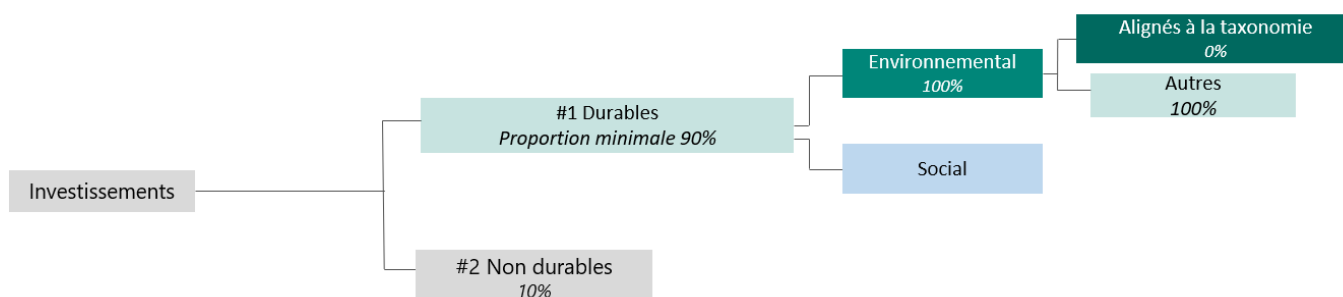 Investissements
#1 Durables
Proportion minimale 90%
#2 Non durables
10%
Environnemental
100%
Social
Alignés à la taxonomie
0%
Autres
100%